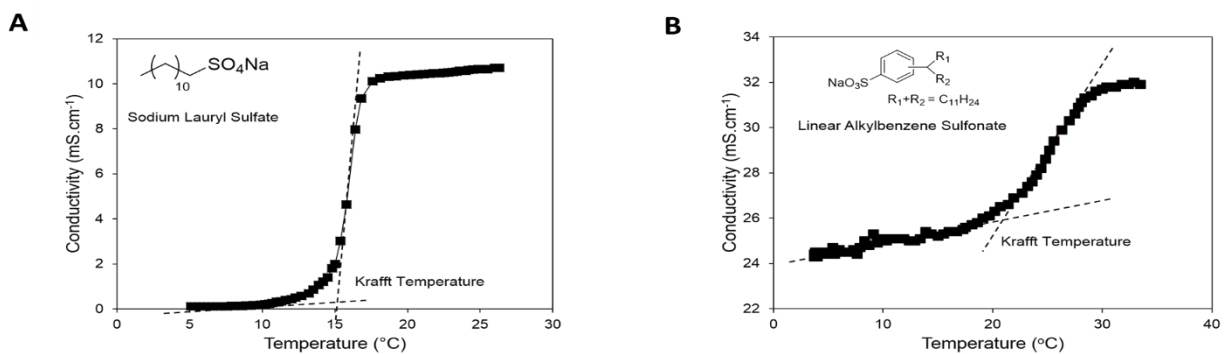 A
Conductivity (mS.cm⁻¹)
12
10
8
6
4
2
0
SO₄Na
10
Sodium Lauryl Sulfate
Krafft Temperature
0 5 10 15 20 25 30
Temperature (°C)
B
Conductivity (mS.cm⁻¹)
34
32
30
28
26
24
22
R₁
NaO₃S
R₂
R₁+R₂ = C₁₁H₂₄
Linear Alkylbenzene Sulfonate
Krafft Temperature
0 10 20 30 40
Temperature (°C)